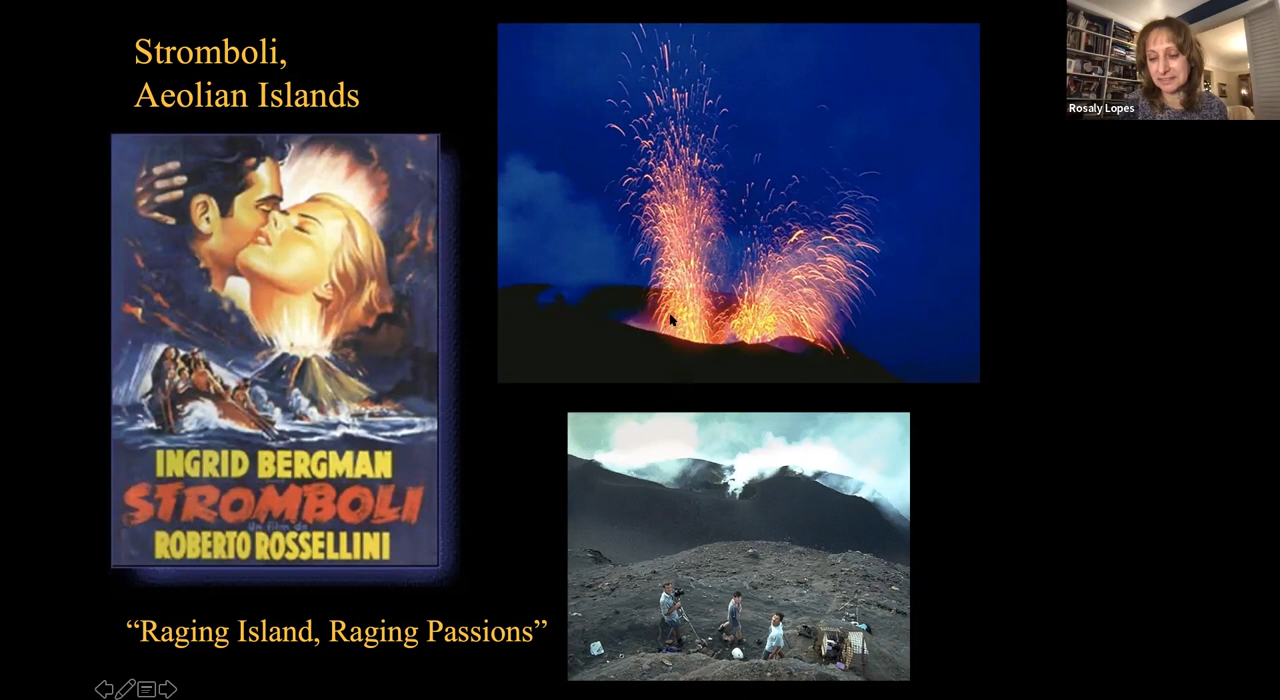 Stromboli,
Aeolian Islands
INGRID BERGMAN
STROMBOLI
Un film de
ROBERTO ROSSELLINI
“Raging Island, Raging Passions”
Rosaly Lopes